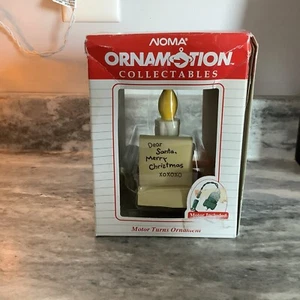 NOMA®
ORNAMOTION
COLLECTABLES
Dear
Santa,
Merry
Christmas
XOXOXO
Motor Included
Motor Turns Ornament